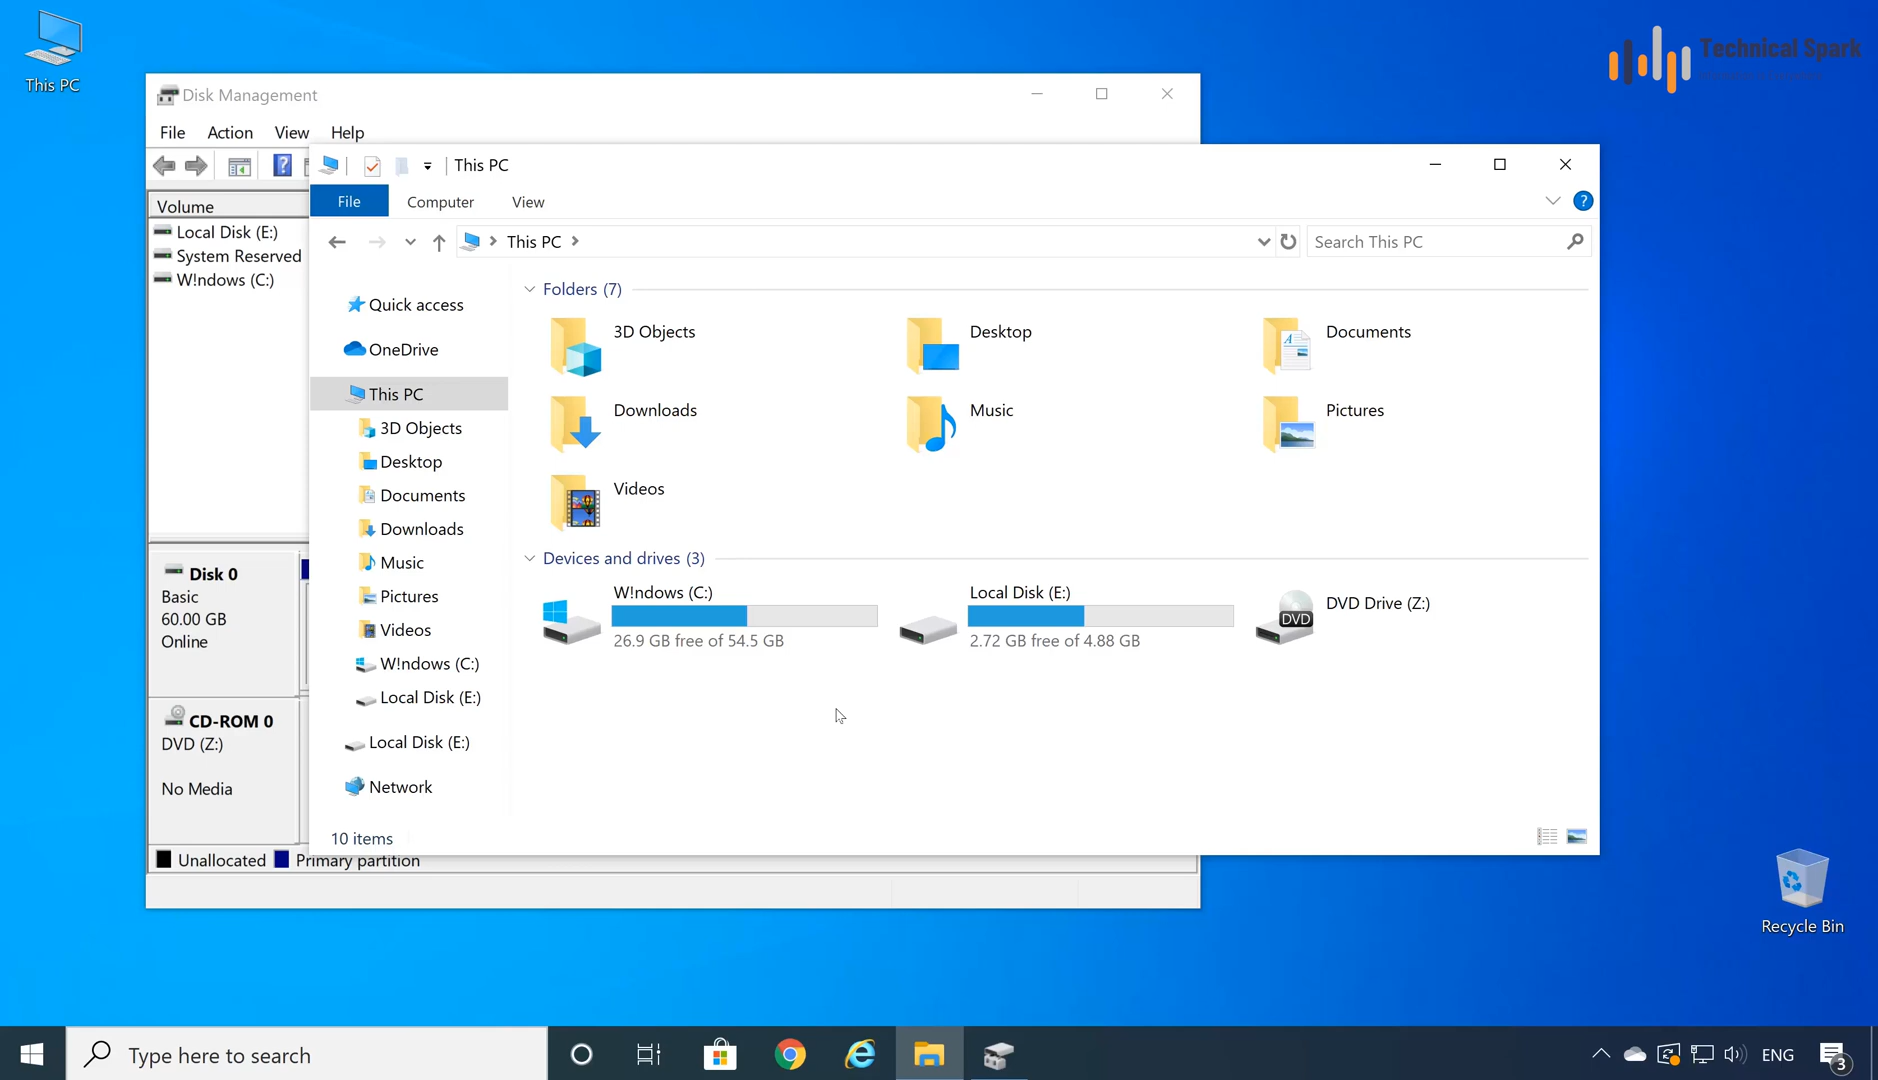 This PC
Technical Spark
Disk Management
File Action View Help
This PC
File Computer View
This PC
Search This PC
Volume
Local Disk (E:)
System Reserved
W!ndows (C:)
Quick access
OneDrive
This PC
3D Objects
Desktop
Documents
Downloads
Music
Pictures
Videos
W!ndows (C:)
Local Disk (E:)
Local Disk (E:)
Network
Folders (7)
3D Objects
Desktop
Documents
Downloads
Music
Pictures
Videos
Devices and drives (3)
W!ndows (C:)
26.9 GB free of 54.5 GB
Local Disk (E:)
2.72 GB free of 4.88 GB
DVD
DVD Drive (Z:)
Disk 0
Basic
60.00 GB
Online
CD-ROM 0
DVD (Z:)
No Media
10 items
Unallocated Primary partition
Recycle Bin
Type here to search
ENG
3